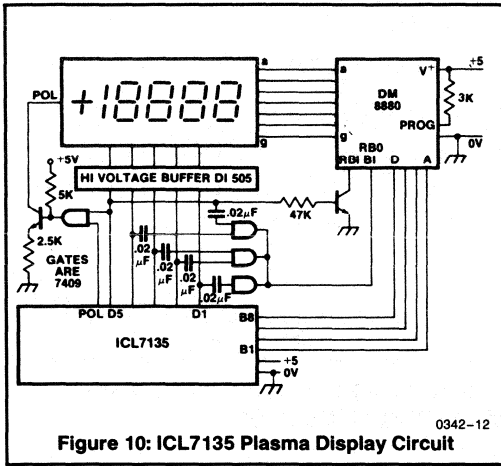 a a V+ +5
POL +18888 DM 8880 3K
PROG 0V
g g RB0
RBI BI D A
+5V
HI VOLTAGE BUFFER DI 505
5K
.02µF 47K
2.5K
.02 µF
.02 µF
.02 µF
.02µF
GATES
ARE
7409
POL D5 D1
B8
ICL7135
B1
+5
0V
0342–12
Figure 10: ICL7135 Plasma Display Circuit